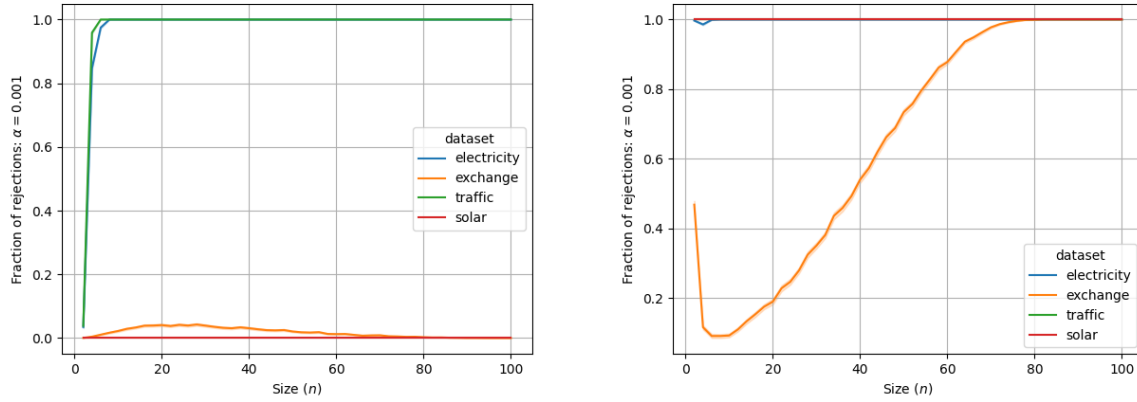 Fraction of rejections: α = 0.001
1.0
0.8
0.6
0.4
0.2
0.0
0
20
40
60
80
100
Size (n)
dataset
electricity
exchange
traffic
solar
Fraction of rejections: α = 0.001
1.0
0.8
0.6
0.4
0.2
0
20
40
60
80
100
Size (n)
dataset
electricity
exchange
traffic
solar